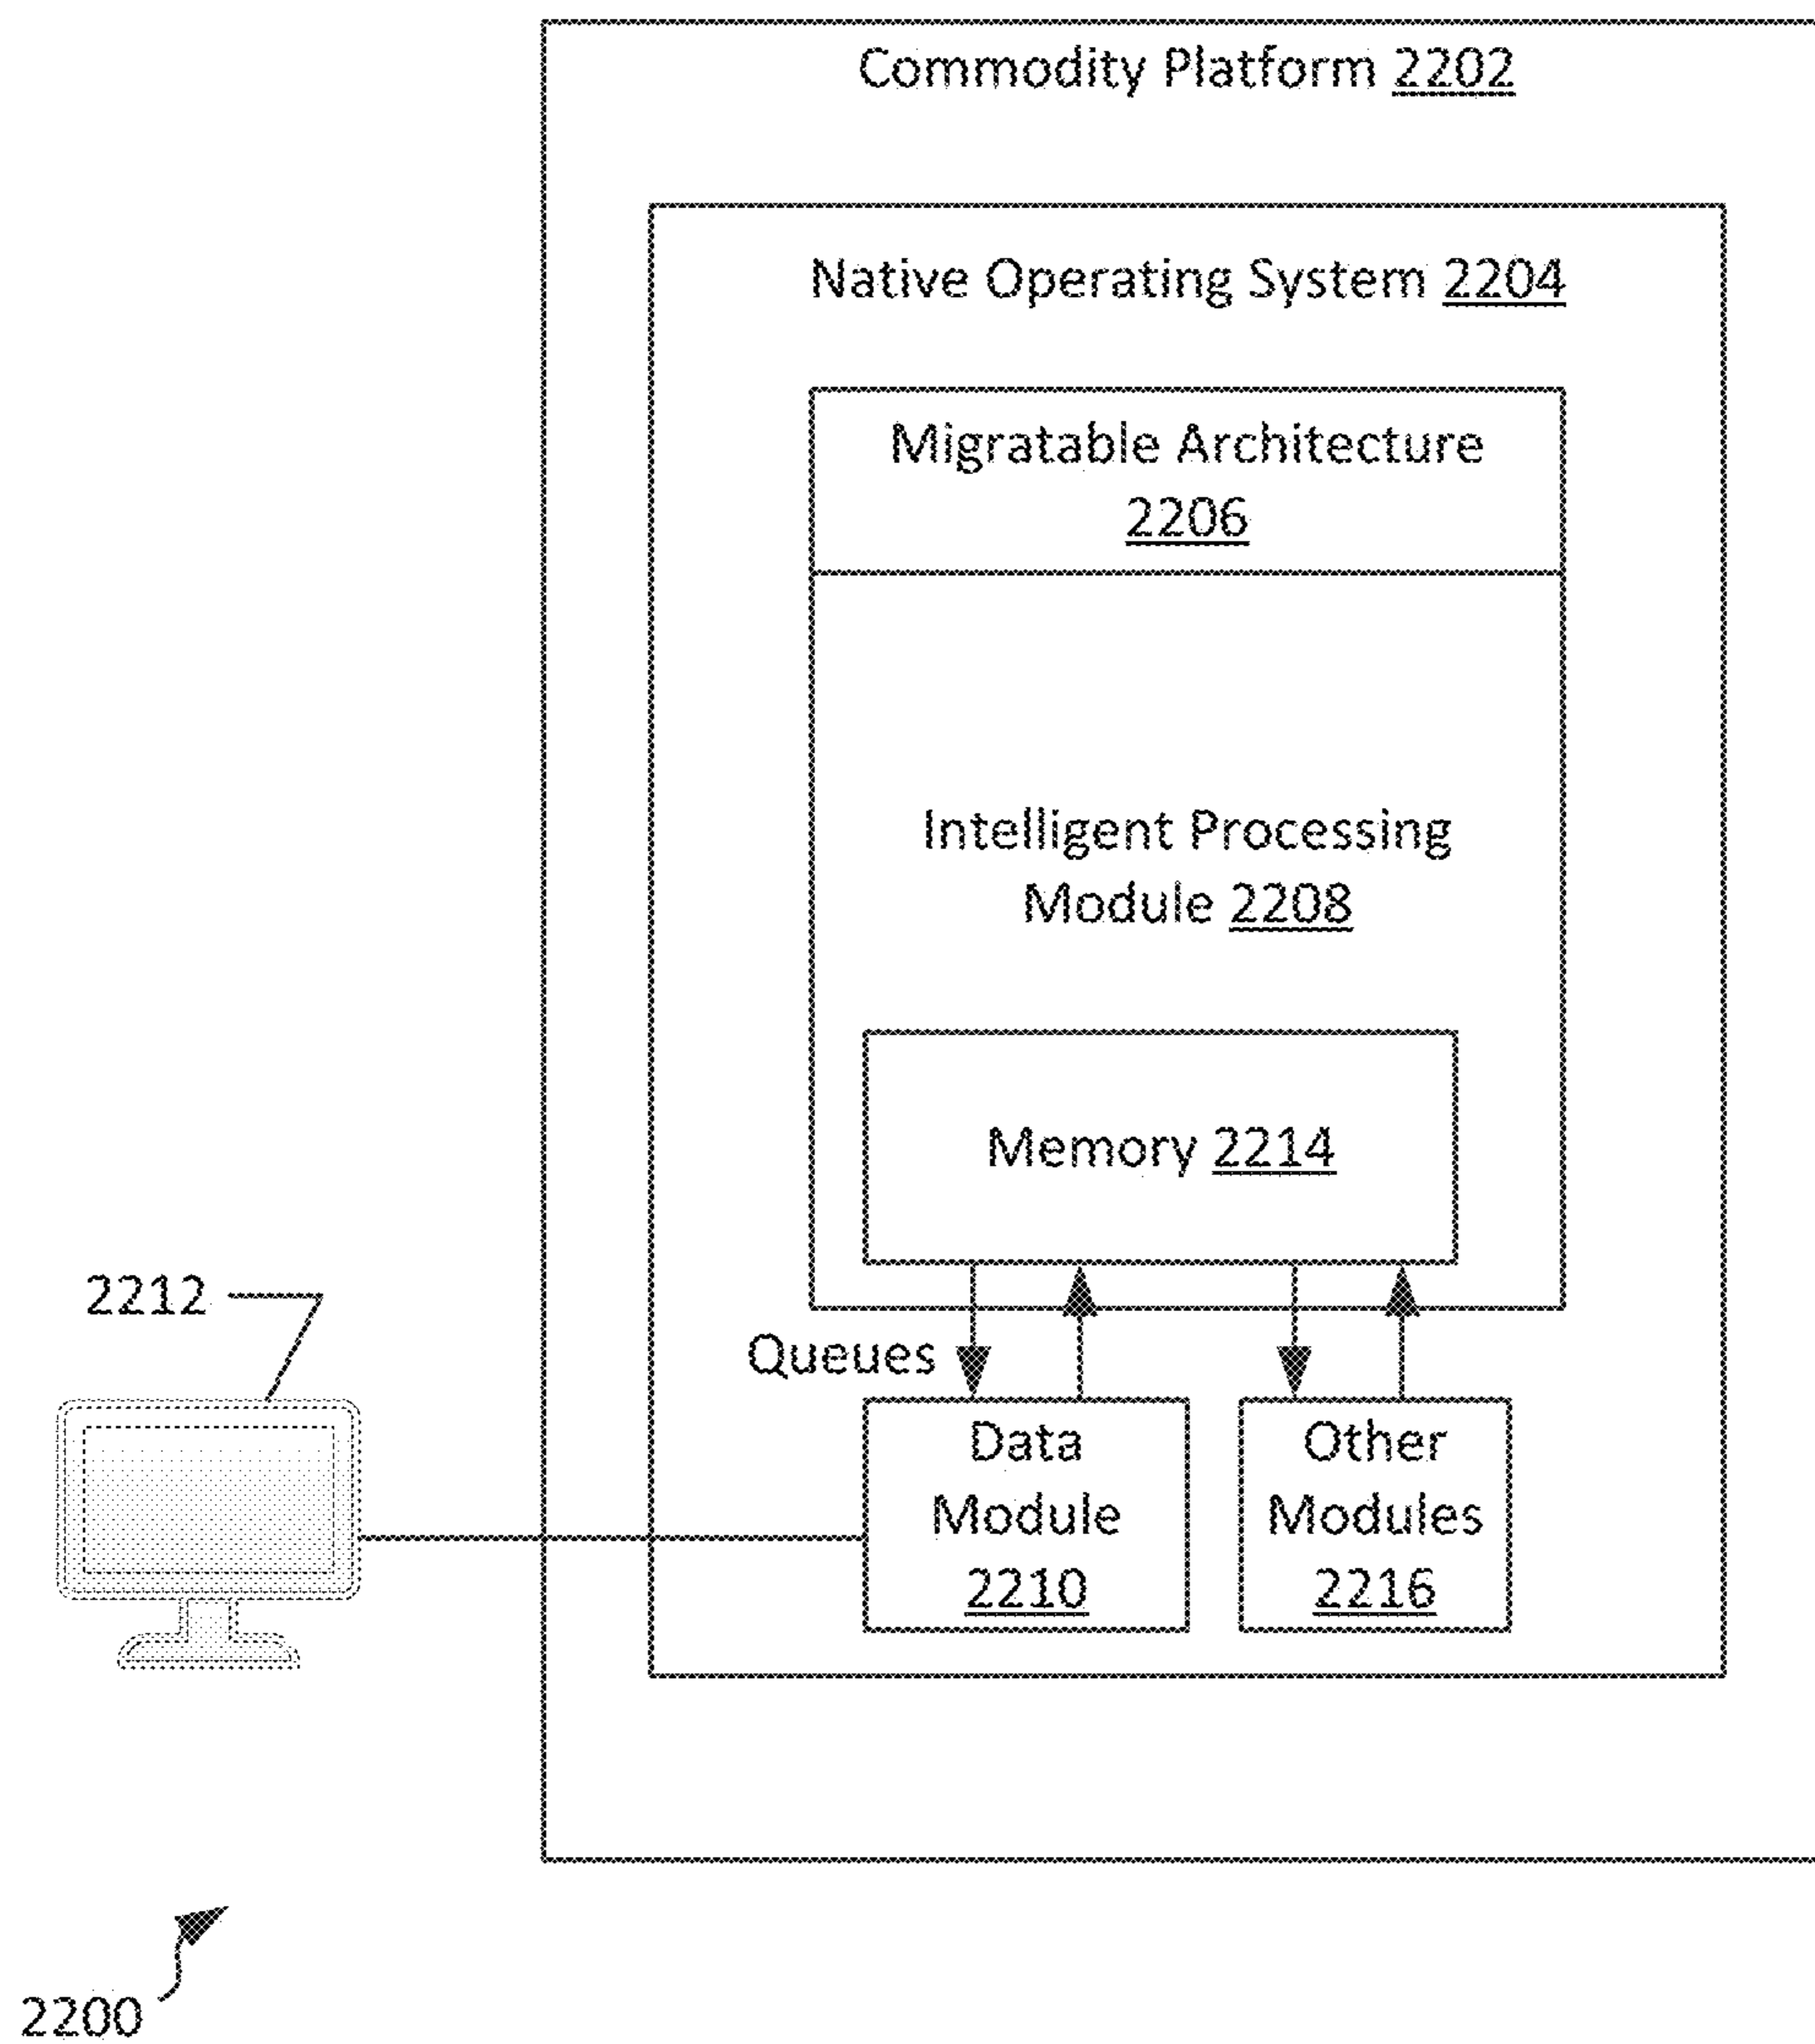 Commodity Platform 2202
Native Operating System 2204
Migratable Architecture
2206
Intelligent Processing
Module 2208
Memory 2214
2212
Queues
Data
Module
2210
Other
Modules
2216
2200